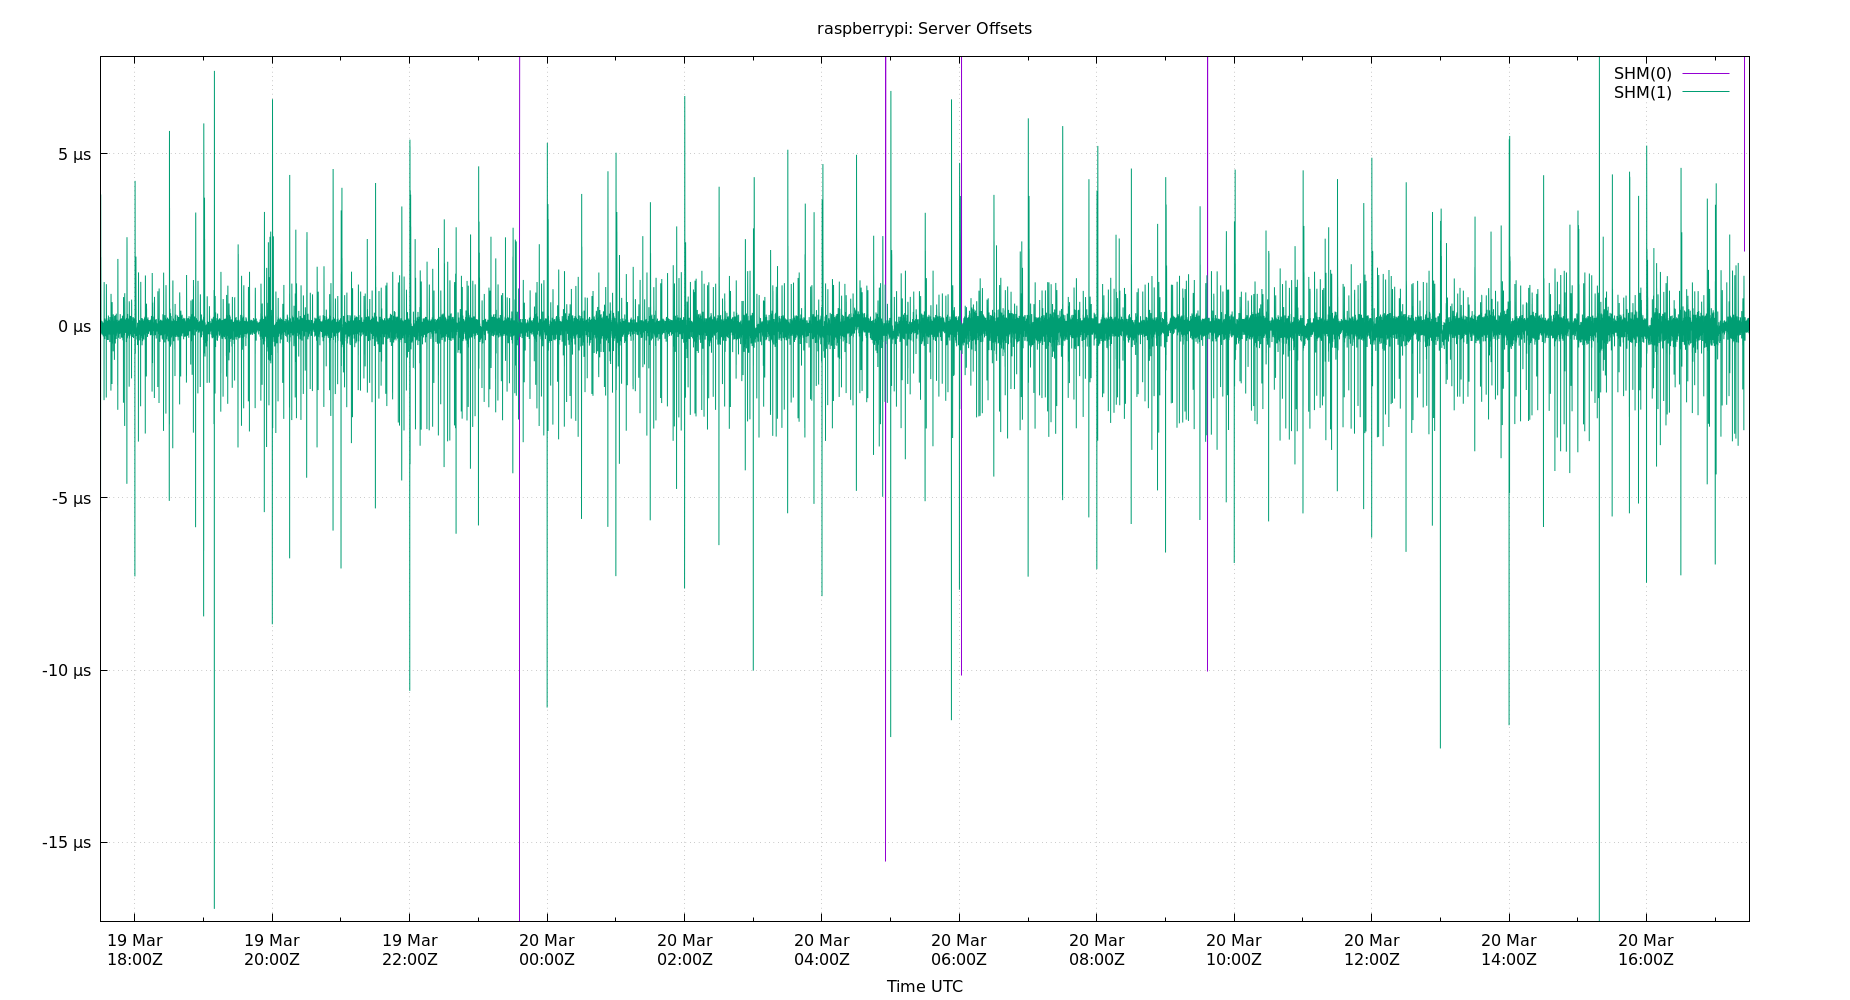 raspberrypi: Server Offsets
SHM(0)
SHM(1)
5 µs
0 µs
-5 µs
-10 µs
-15 µs
19 Mar 19 Mar 19 Mar 20 Mar 20 Mar 20 Mar 20 Mar 20 Mar 20 Mar 20 Mar 20 Mar 20 Mar
18:00Z 20:00Z 22:00Z 00:00Z 02:00Z 04:00Z 06:00Z 08:00Z 10:00Z 12:00Z 14:00Z 16:00Z
Time UTC